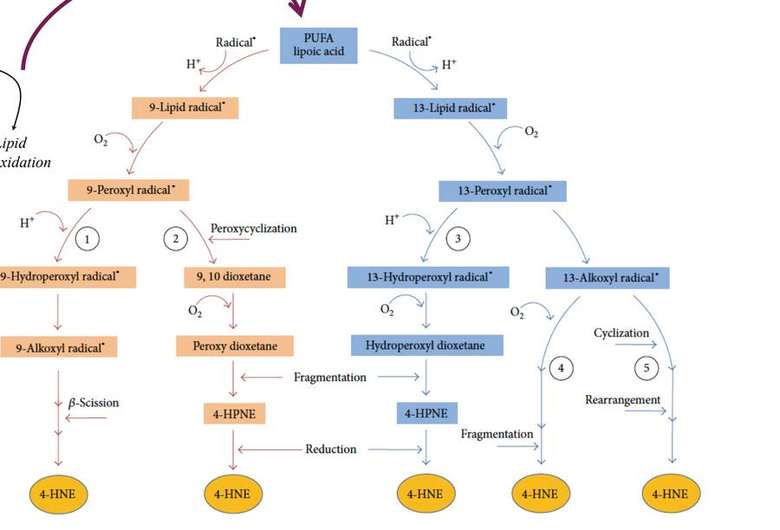 PUFA
lipoic acid
Radical•
Radical•
H+
H+
9-Lipid radical•
13-Lipid radical•
O2
O2
ipid
xidation
9-Peroxyl radical•
13-Peroxyl radical•
H+
1
2
Peroxycyclization
H+
3
9-Hydroperoxyl radical•
9, 10 dioxetane
13-Hydroperoxyl radical•
13-Alkoxyl radical•
O2
O2
O2
Cyclization
9-Alkoxyl radical•
Peroxy dioxetane
Hydroperoxyl dioxetane
4
5
Fragmentation
β-Scission
4-HPNE
4-HPNE
Rearrangement
Fragmentation
Reduction
4-HNE
4-HNE
4-HNE
4-HNE
4-HNE